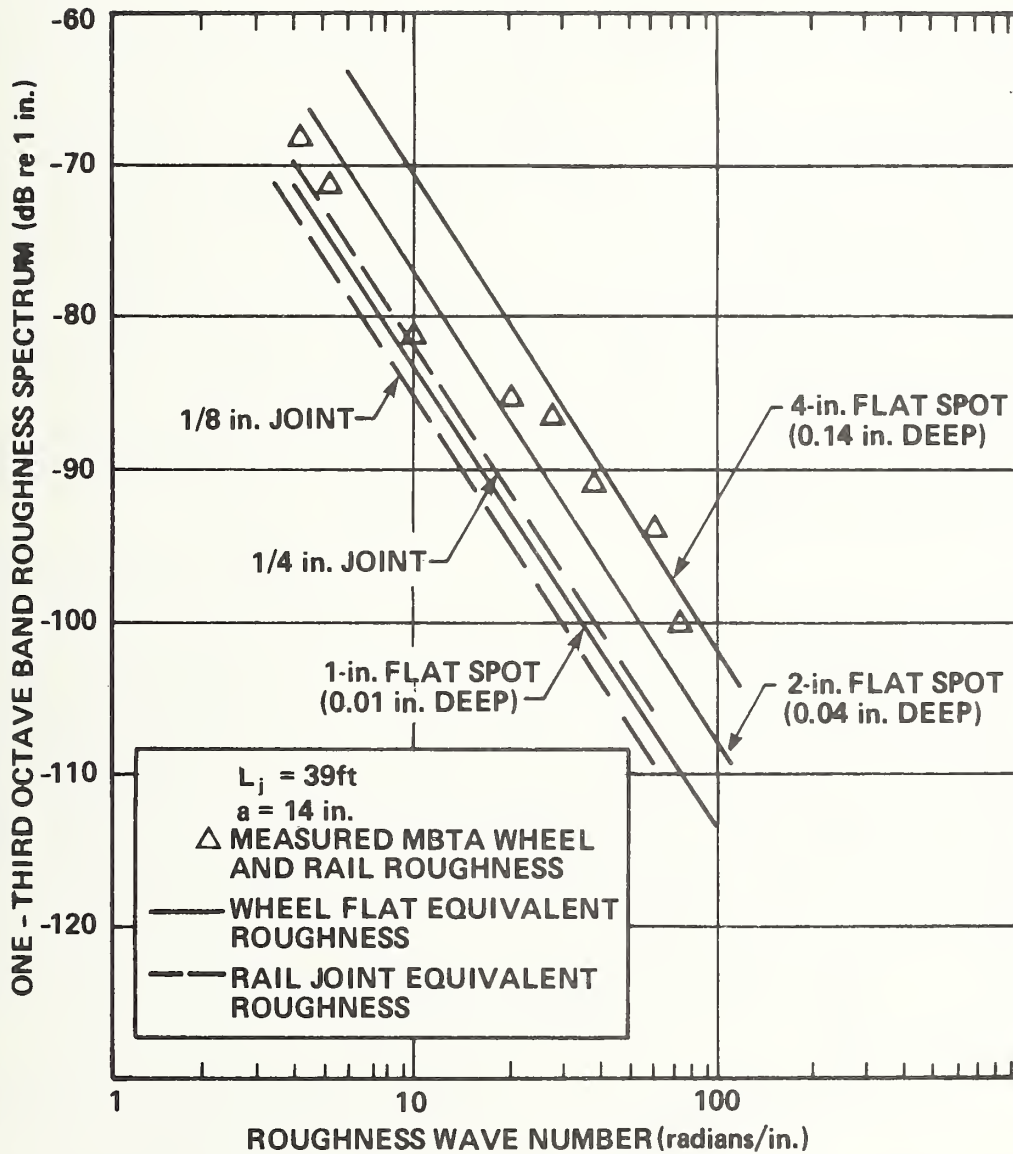 ONE - THIRD OCTAVE BAND ROUGHNESS SPECTRUM (dB re 1 in.)
-60
-70
-80
-90
-100
-110
-120
1/8 in. JOINT
1/4 in. JOINT
4-in. FLAT SPOT
(0.14 in. DEEP)
1-in. FLAT SPOT
(0.01 in. DEEP)
2-in. FLAT SPOT
(0.04 in. DEEP)
Lj = 39ft
a = 14 in.
MEASURED MBTA WHEEL
AND RAIL ROUGHNESS
WHEEL FLAT EQUIVALENT
ROUGHNESS
RAIL JOINT EQUIVALENT
ROUGHNESS
1
10
100
ROUGHNESS WAVE NUMBER (radians/in.)